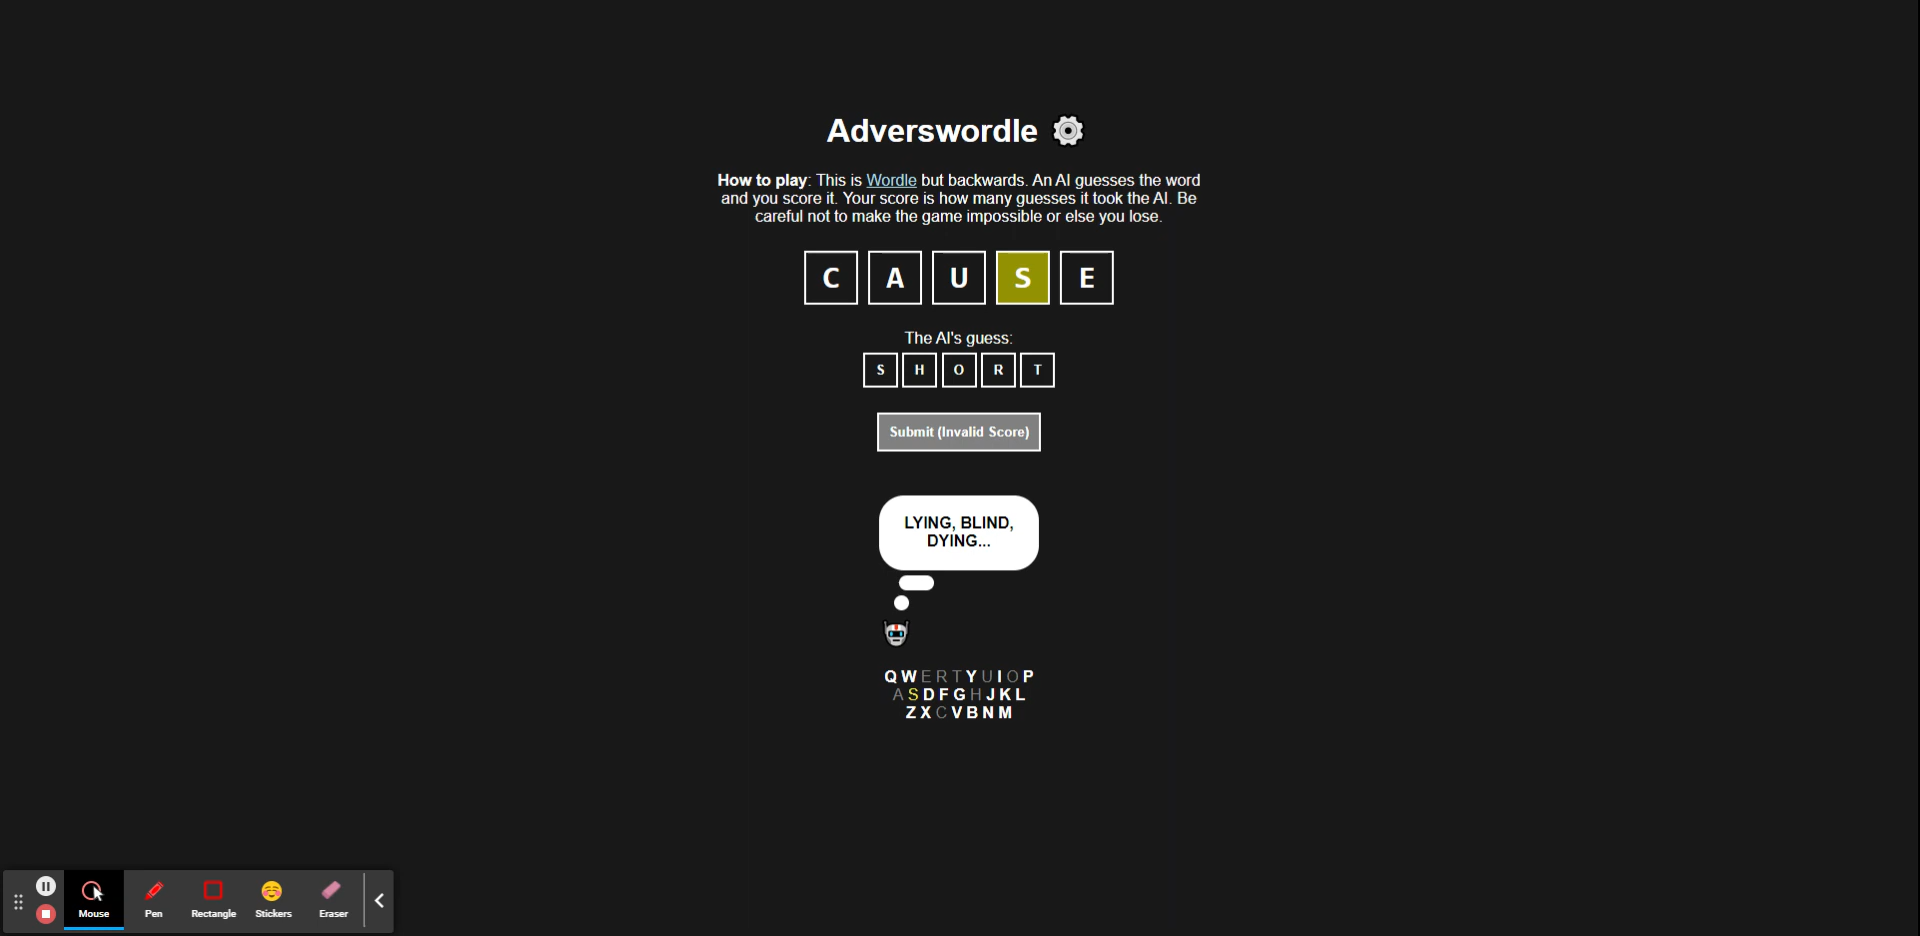 Adverswordle
How to play: This is Wordle but backwards. An AI guesses the word
and you score it. Your score is how many guesses it took the AI. Be
careful not to make the game impossible or else you lose.
C A U S E
The AI's guess:
S H O R T
Submit (Invalid Score)
LYING, BLIND,
DYING...
Q W E R T Y U I O P
A S D F G H J K L
Z X C V B N M
Mouse Pen Rectangle Stickers Eraser